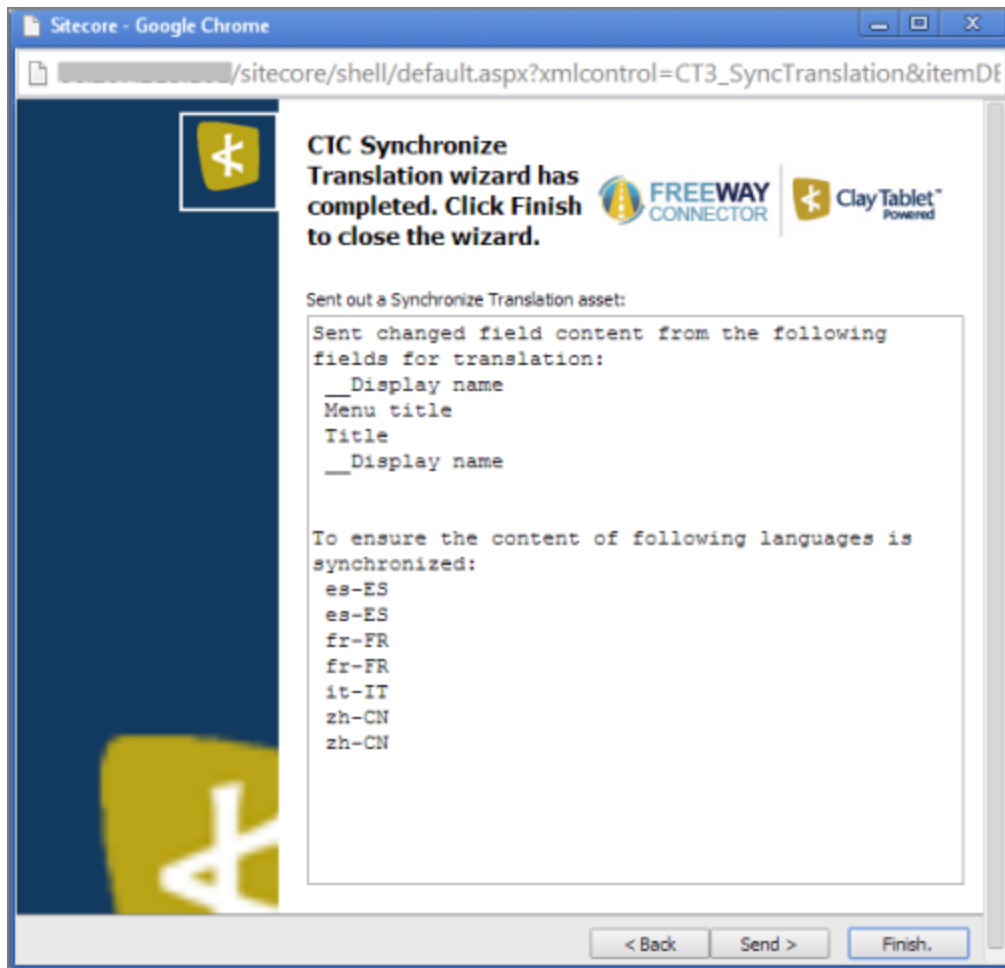 Sitecore - Google Chrome
/sitecore/shell/default.aspx?xmlcontrol=CT3_SyncTranslation&itemDE
CTC Synchronize
Translation wizard has
completed. Click Finish
to close the wizard.
FREEWAY
CONNECTOR
Clay Tablet™
Powered
Sent out a Synchronize Translation asset:
Sent changed field content from the following
fields for translation:
__Display name
Menu title
Title
__Display name
To ensure the content of following languages is
synchronized:
es-ES
es-ES
fr-FR
fr-FR
it-IT
zh-CN
zh-CN
< Back
Send >
Finish.